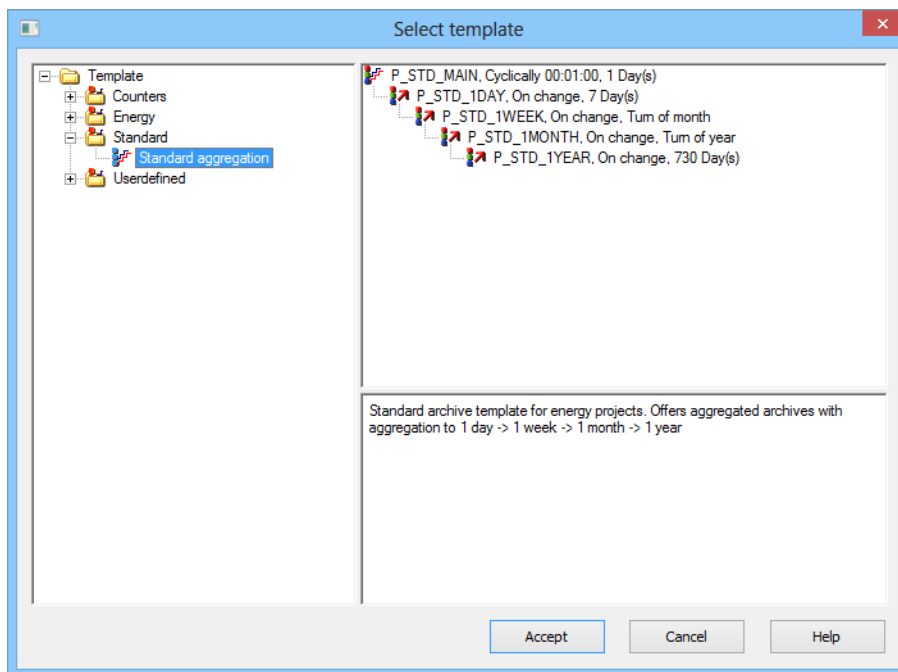 Select template
Template
Counters
Energy
Standard
Standard aggregation
Userdefined
P_STD_MAIN, Cyclically 00:01:00, 1 Day(s)
P_STD_1DAY, On change, 7 Day(s)
P_STD_1WEEK, On change, Turn of month
P_STD_1MONTH, On change, Turn of year
P_STD_1YEAR, On change, 730 Day(s)
Standard archive template for energy projects. Offers aggregated archives with
aggregation to 1 day -> 1 week -> 1 month -> 1 year
Accept
Cancel
Help